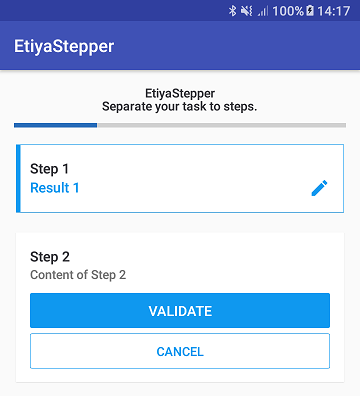 100% 14:17
EtiyaStepper
EtiyaStepper
Separate your task to steps.
Step 1
Result 1
Step 2
Content of Step 2
VALIDATE
CANCEL